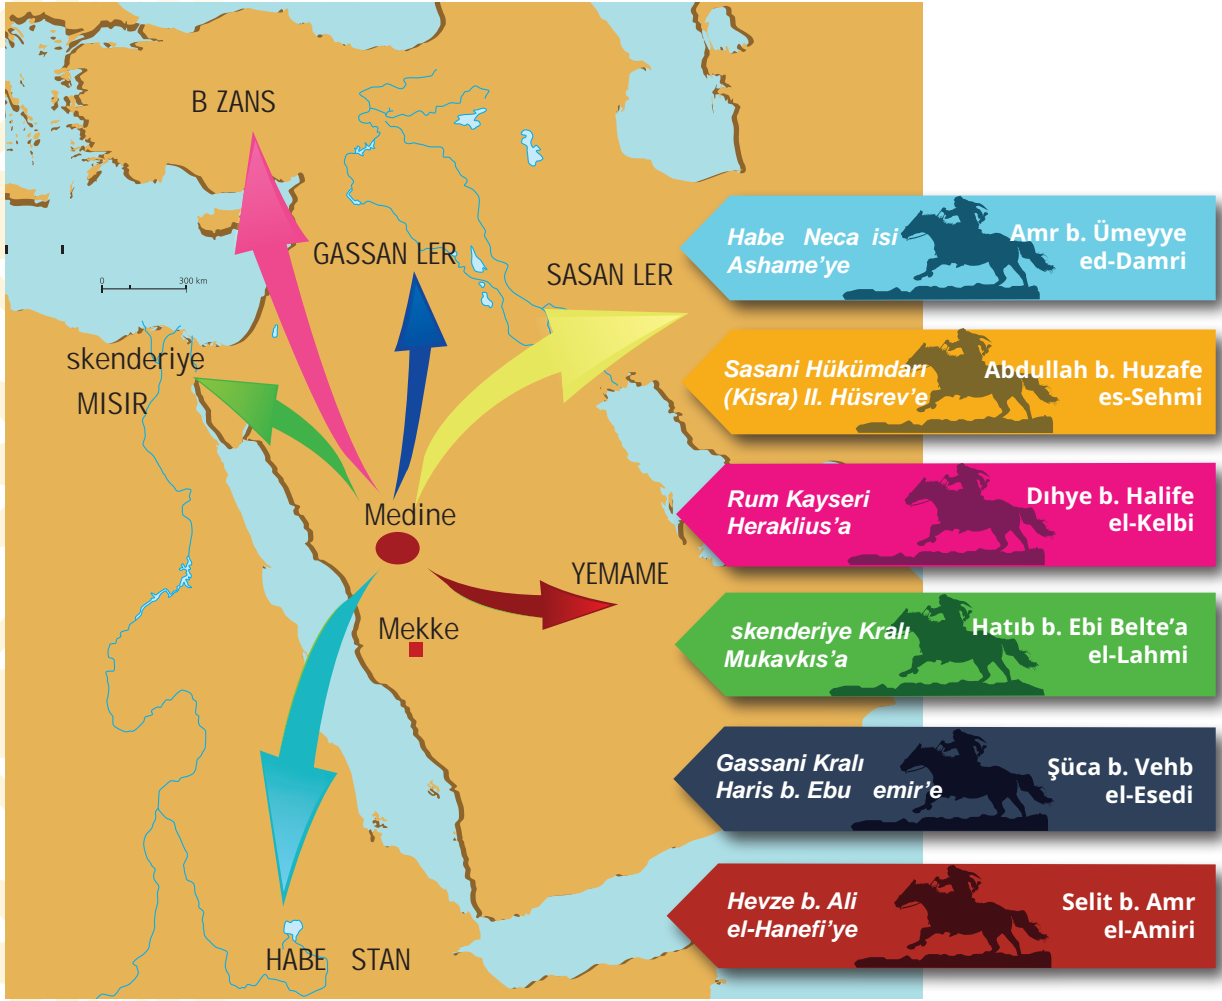 B ZANS
GASSAN LER
SASAN LER
0 300 km
skenderiye
MISIR
Medine
YEMAME
Mekke
HABE STAN
Habe Neca isi
Ashame'ye
Amr b. Ümeyye
ed-Damri
Sasani Hükümdarı
(Kisra) II. Hüsrev'e
Abdullah b. Huzafe
es-Sehmi
Rum Kayseri
Heraklius'a
Dıhye b. Halife
el-Kelbi
skenderiye Kralı
Mukavkıs'a
Hatıb b. Ebi Belte'a
el-Lahmi
Gassani Kralı
Haris b. Ebu emir'e
Şüca b. Vehb
el-Esedi
Hevze b. Ali
el-Hanefi'ye
Selit b. Amr
el-Amiri